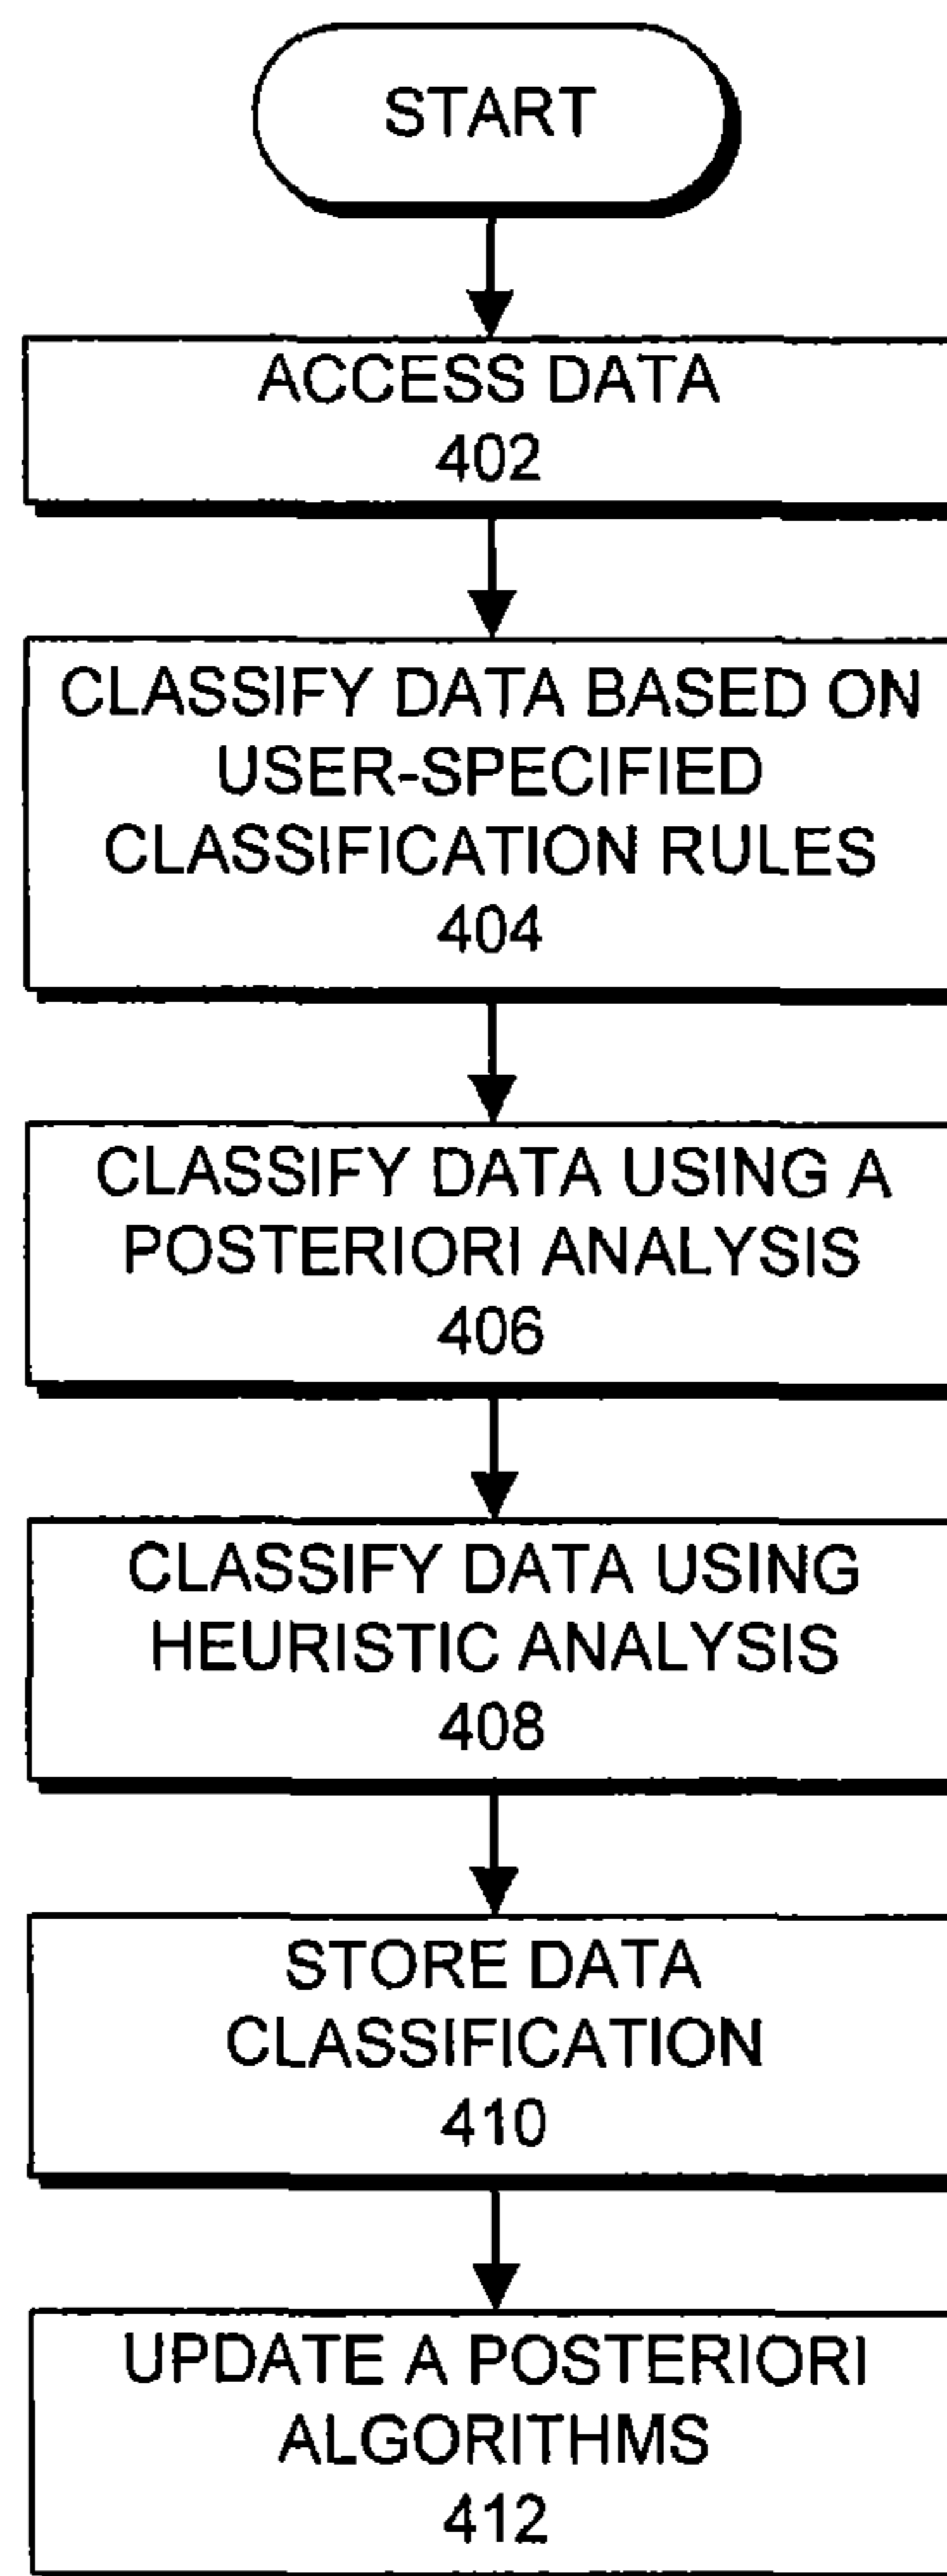 START
ACCESS DATA
402
CLASSIFY DATA BASED ON
USER-SPECIFIED
CLASSIFICATION RULES
404
CLASSIFY DATA USING A
POSTERIORI ANALYSIS
406
CLASSIFY DATA USING
HEURISTIC ANALYSIS
408
STORE DATA
CLASSIFICATION
410
UPDATE A POSTERIORI
ALGORITHMS
412